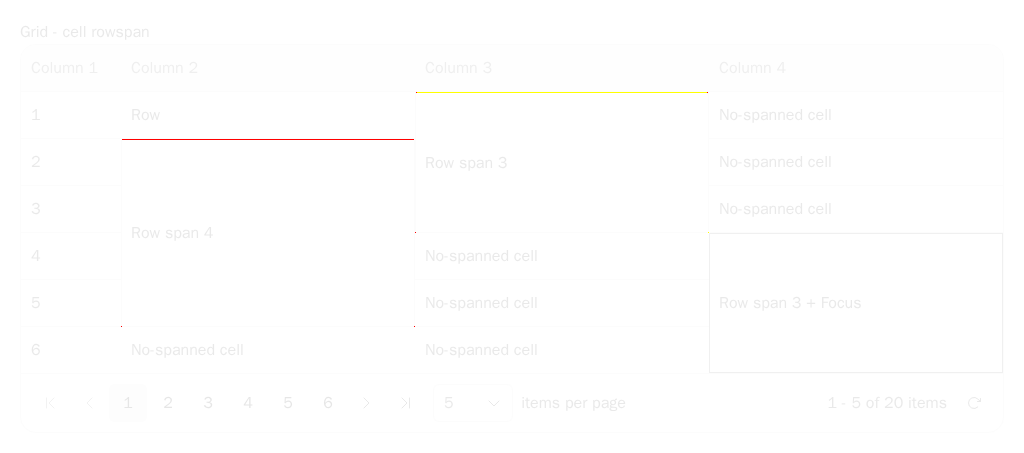 Grid - cell rowspan
Column 1 Column 2 Column 3 Column 4
1 Row No-spanned cell
2 Row span 3 No-spanned cell
3 No-spanned cell
Row span 4
4 No-spanned cell
5 No-spanned cell Row span 3 + Focus
6 No-spanned cell No-spanned cell
1 2 3 4 5 6 5 items per page 1 - 5 of 20 items